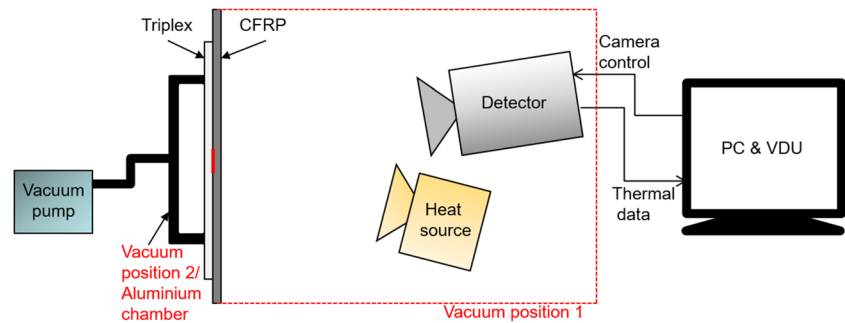 Triplex
CFRP
Camera
control
Detector
PC & VDU
Vacuum
pump
Heat
source
Thermal
data
Vacuum
position 2/
Aluminium
chamber
Vacuum position 1